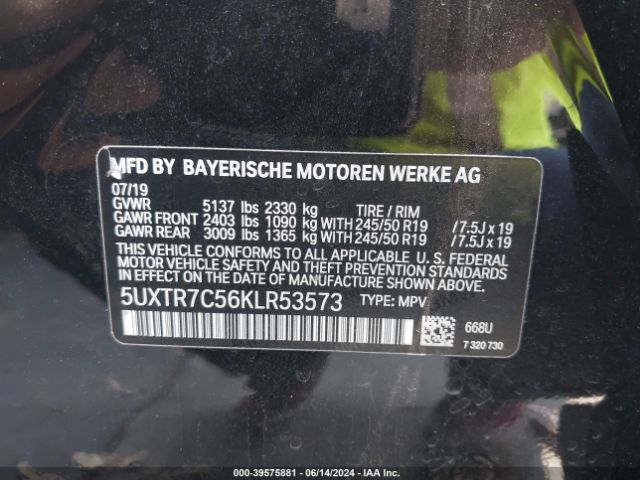 MFD BY BAYERISCHE MOTOREN WERKE AG
07/19
GVWR 5137 lbs 2330 kg TIRE / RIM
GAWR FRONT 2403 lbs 1090 kg WITH 245/50 R19 /7.5J x 19
GAWR REAR 3009 lbs 1365 kg WITH 245/50 R19 /7.5J x 19
THIS VEHICLE CONFORMS TO ALL APPLICABLE U. S. FEDERAL
MOTOR VEHICLE SAFETY, BUMPER, AND
THEFT PREVENTION STANDARDS
IN EFFECT ON THE DATE OF MANUFACTURE SHOWN ABOVE.
5UXTR7C56KLR53573 TYPE: MPV
668U
7 320 730
000-39575881 - 06/14/2024 - IAA Inc.